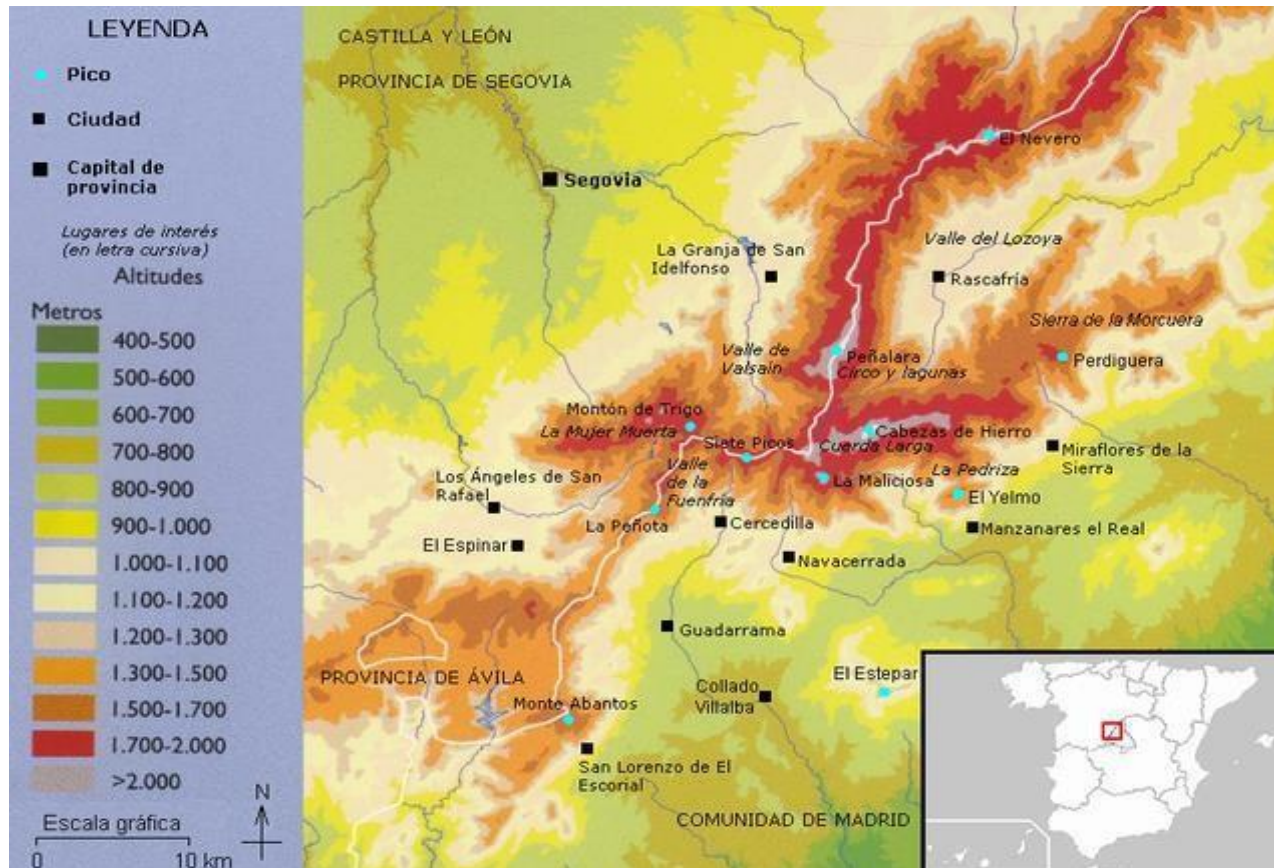 LEYENDA
Pico
Ciudad
Capital de
provincia
Lugares de interés
(en letra cursiva)
Altitudes
Metros
400-500
500-600
600-700
700-800
800-900
900-1.000
1.000-1.100
1.100-1.200
1.200-1.300
1.300-1.500
1.500-1.700
1.700-2.000
>2.000
Escala gráfica
0
10 km
N
CASTILLA Y LEÓN
PROVINCIA DE SEGOVIA
El Nevero
Segovia
La Granja de San
Idelfonso
Valle del Lozoya
Rascafría
Sierra de la Morcuera
Valle de
Valsaín
Peñalara
Circo y lagunas
Perdiguera
Montón de Trigo
La Mujer Muerta
Siete Picos
Cuerda Larga
Cabezas de Hierro
Miraflores de la
Sierra
Valle
de la
Fuenfría
La Maliciosa
La Pedriza
El Yelmo
Los Ángeles de San
Rafael
La Peñota
Cercedilla
Manzanares el Real
El Espinar
Navacerrada
Guadarrama
PROVINCIA DE ÁVILA
Collado
Villalba
El Estepar
Monte Abantos
San Lorenzo de El
Escorial
COMUNIDAD DE MADRID